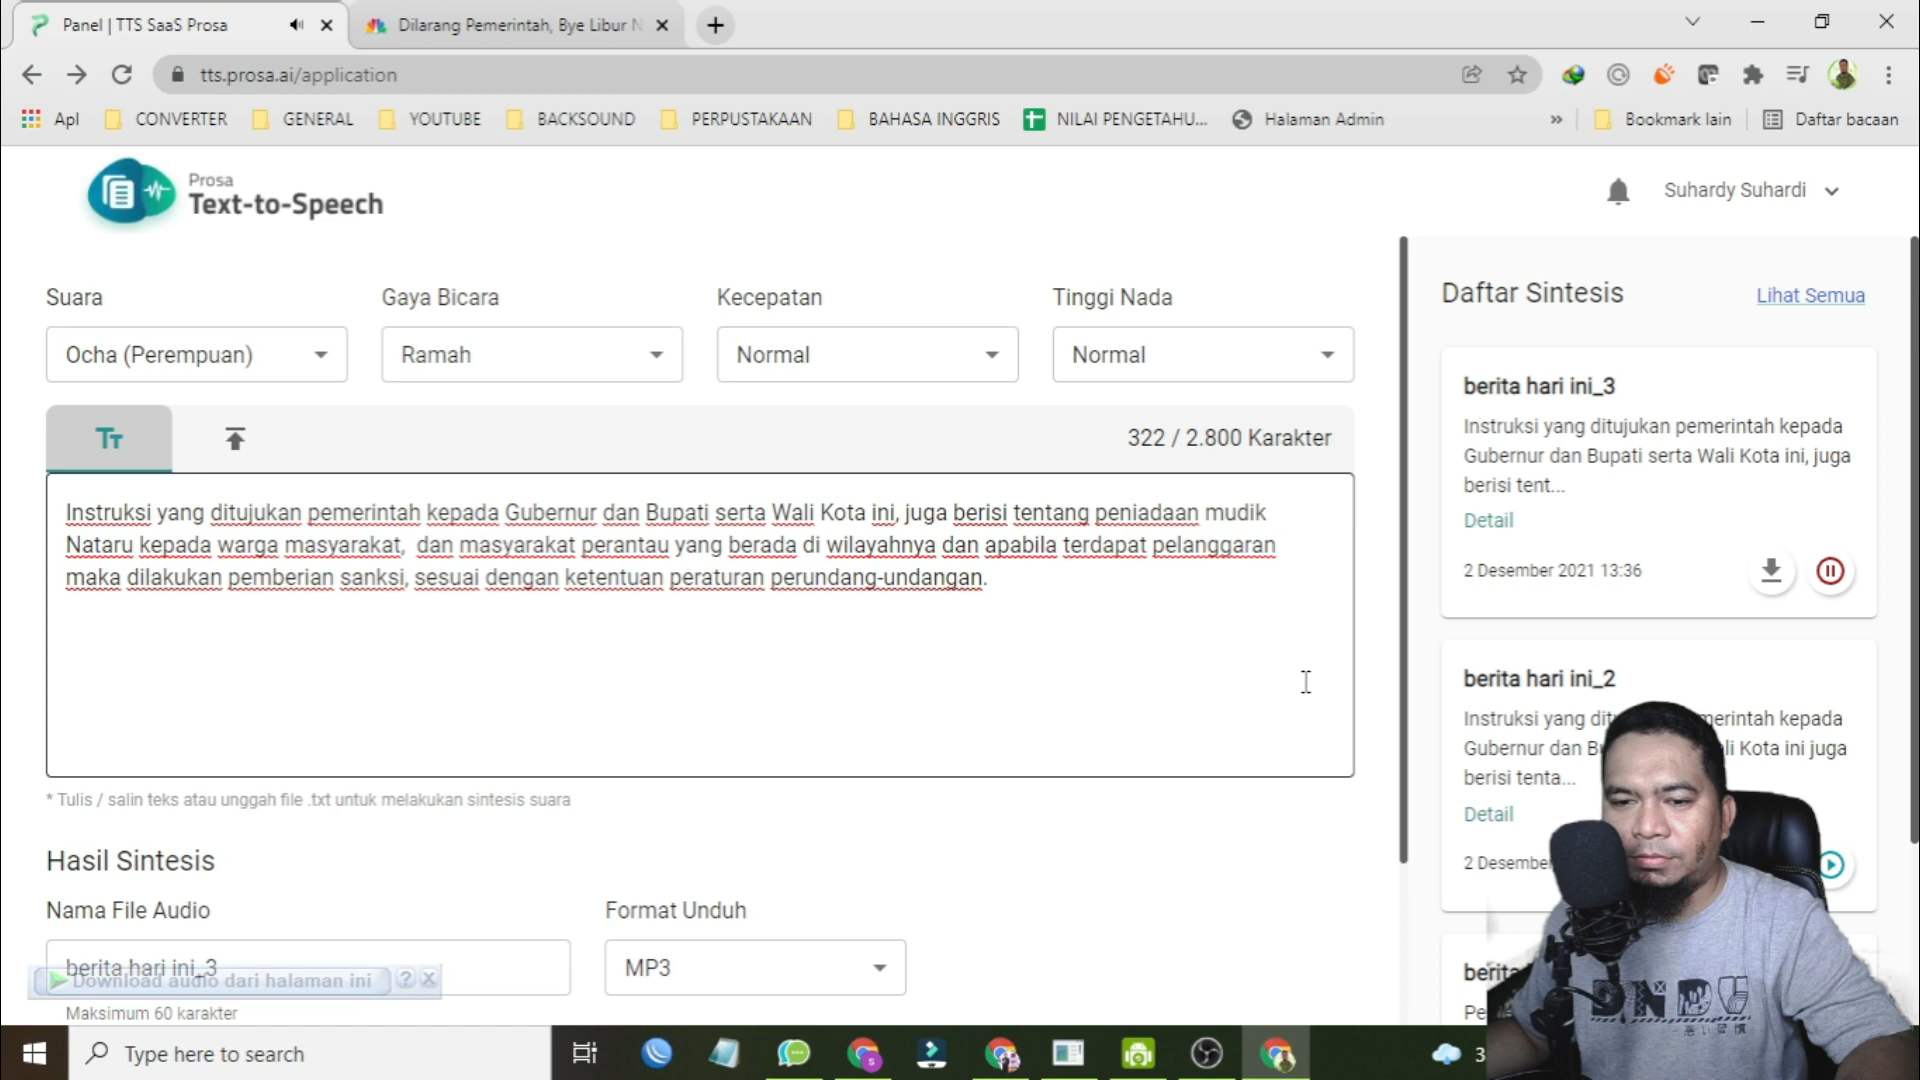 Panel | TTS SaaS Prosa
Dilarang Pemerintah, Bye Libur N
tts.prosa.ai/application
Apl
CONVERTER
GENERAL
YOUTUBE
BACKSOUND
PERPUSTAKAAN
BAHASA INGGRIS
NILAI PENGETAHU...
Halaman Admin
»
Bookmark lain
Daftar bacaan
Prosa
Text-to-Speech
Suhardy Suhardi
Suara
Gaya Bicara
Kecepatan
Tinggi Nada
Ocha (Perempuan)
Ramah
Normal
Normal
Tт
322 / 2.800 Karakter
Instruksi yang ditujukan pemerintah kepada Gubernur dan Bupati serta Wali Kota ini, juga berisi tentang peniadaan mudik
Nataru kepada warga masyarakat,  dan masyarakat perantau yang berada di wilayahnya dan apabila terdapat pelanggaran
maka dilakukan pemberian sanksi, sesuai dengan ketentuan peraturan perundang-undangan.
* Tulis / salin teks atau unggah file .txt untuk melakukan sintesis suara
Hasil Sintesis
Nama File Audio
Format Unduh
berita hari ini_3
MP3
Download audio dari halaman ini
?
Maksimum 60 karakter
Daftar Sintesis
Lihat Semua
berita hari ini_3
Instruksi yang ditujukan pemerintah kepada
Gubernur dan Bupati serta Wali Kota ini, juga
berisi tent...
Detail
2 Desember 2021 13:36
berita hari ini_2
Instruksi yang dit merintah kepada
Gubernur dan B li Kota ini juga
berisi tenta...
Detail
2 Desember
berita
Pe
Type here to search
3